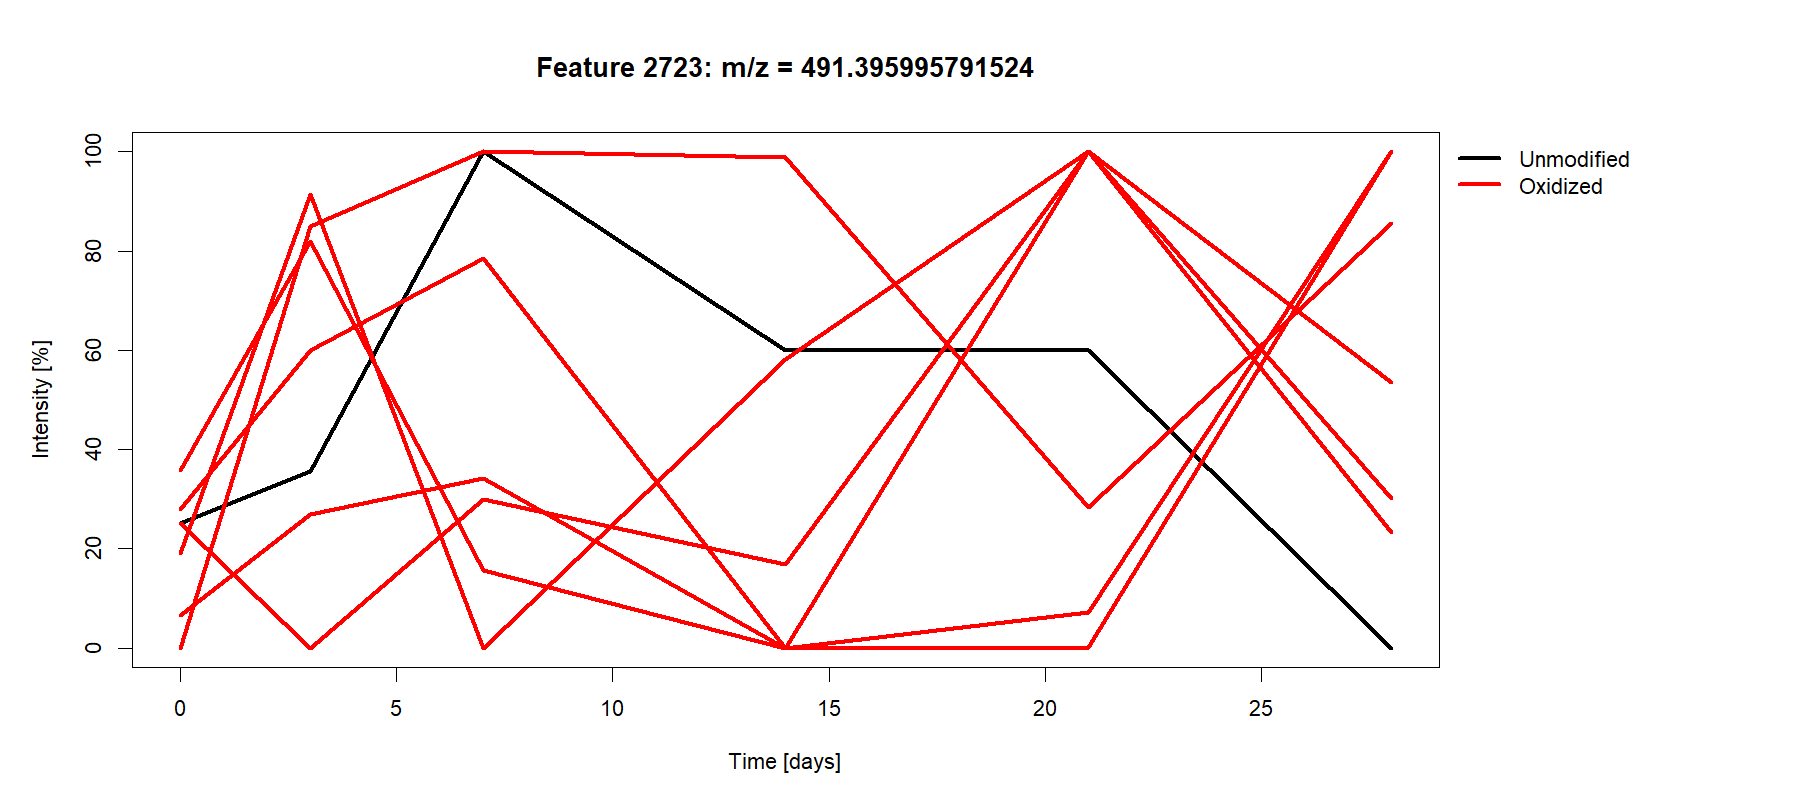 Feature 2723: m/z = 491.395995791524
Unmodified
Oxidized
Intensity [%]
100
80
60
40
20
0
0 5 10 15 20 25
Time [days]